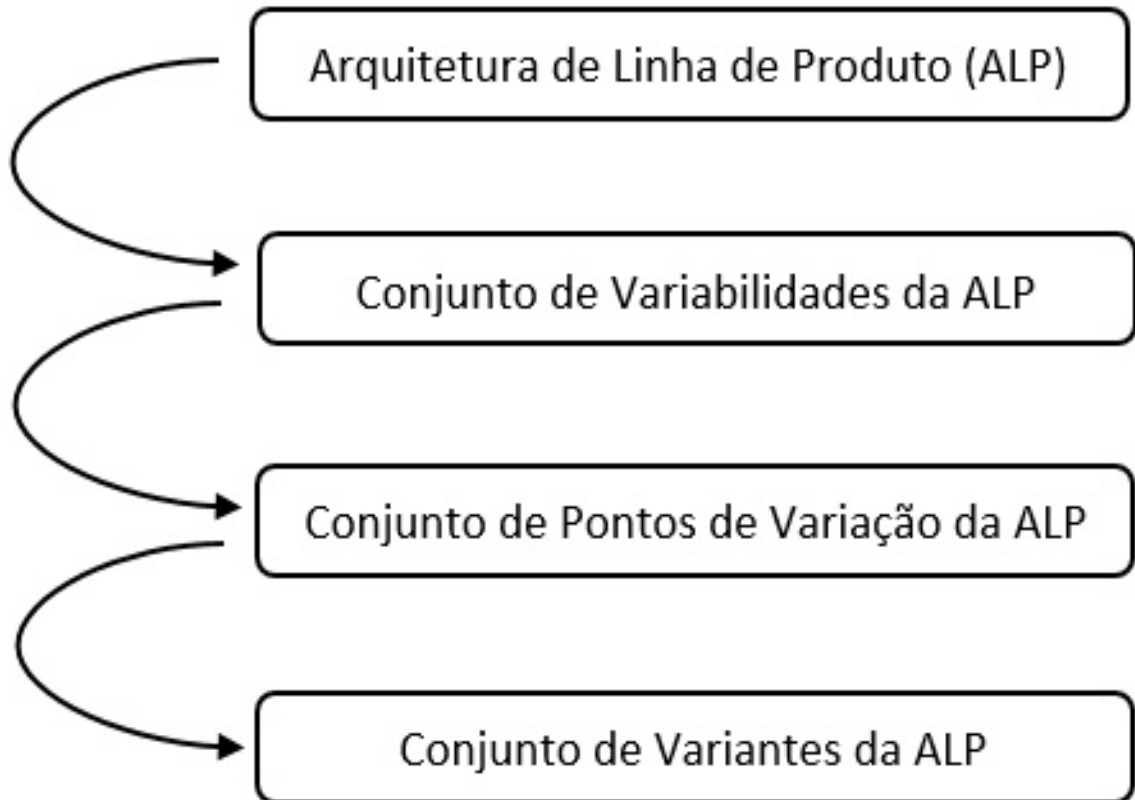 Arquitetura de Linha de Produto (ALP)
Conjunto de Variabilidades da ALP
Conjunto de Pontos de Variação da ALP
Conjunto de Variantes da ALP